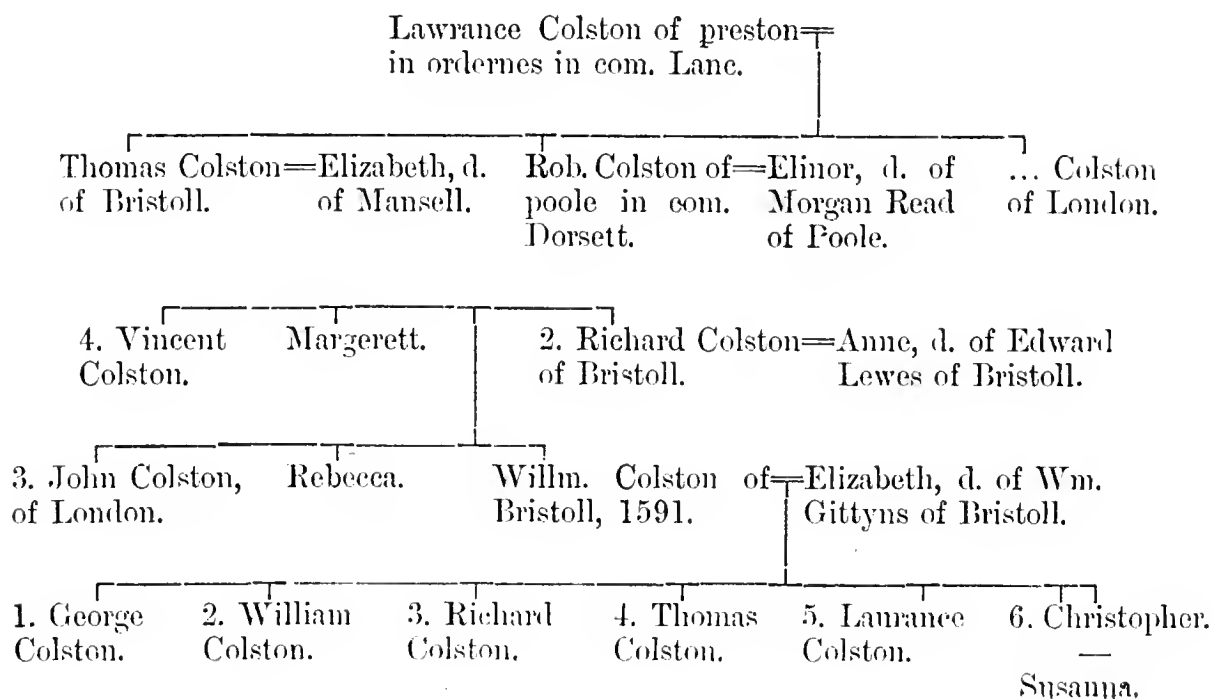 Lawrance Colston of preston
in ordernes in com. Lanc.
Thomas Colston=Elizabeth, d.
of Bristoll. of Mansell.
Rob. Colston of=Elinor, d. of
poole in com. Morgan Read
Dorsett. of Poole.
... Colston
of London.
4. Vincent
Colston.
Margerett.
2. Richard Colston=Anne, d. of Edward
of Bristoll. Lewes of Bristoll.
3. John Colston,
of London.
Rebecca.
Willm. Colston of=Elizabeth, d. of Wm.
Bristoll, 1591. Gittyns of Bristoll.
1. George
Colston.
2. William
Colston.
3. Richard
Colston.
4. Thomas
Colston.
5. Laurance
Colston.
6. Christopher.
—
Susanna.